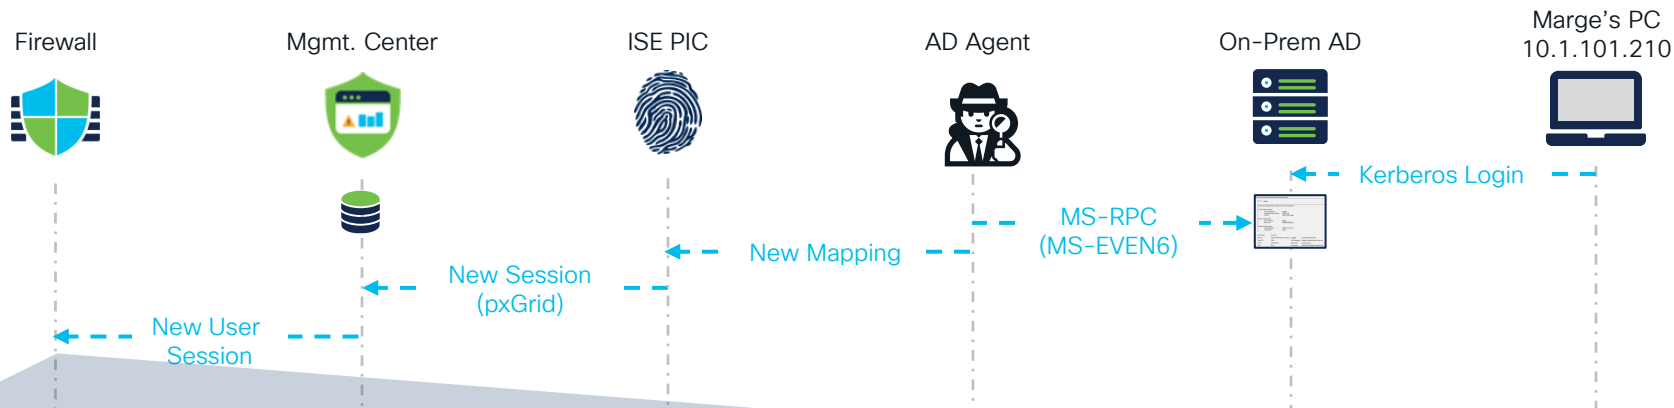 Marge's PC
Firewall
Mgmt. Center
ISE PIC
AD Agent
On-Prem AD
10.1.101.210
Kerberos Login
MS-RPC
(MS-EVEN6)
New Mapping
New Session
(pxGrid)
New User
Session